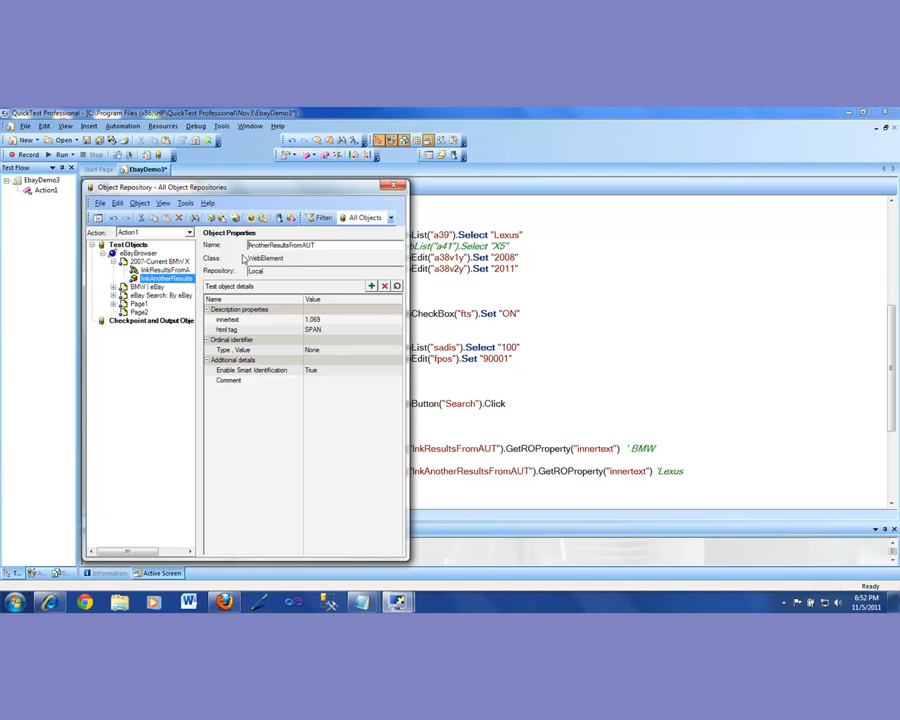 QuickTest Professional - [C:\Program Files (x86)\HP\QuickTest Professional\Nov3\EbayDemo3*]
File Edit View Insert Automation Resources Debug Tools Window Help
New Open
Record Run Stop
Test Flow
Start Page EbayDemo3*
EbayDemo3
Action1
Object Repository - All Object Repositories
File Edit Object View Tools Help
Filter: All Objects
Action: Action1
Object Properties
Test Objects
eBayBrowser
2007-Current BMW X
lnkResultsFromA
lnkAnotherResults
BMW | eBay
eBay Search: By eBa
Page1
Page2
Checkpoint and Output Obje
Name: AnotherResultsFromAUT
Class: WebElement
Repository: Local
Test object details
Name Value
Description properties
innertext 1,069
html tag SPAN
Ordinal identifier
Type , Value None
Additional details
Enable Smart Identification True
Comment
List("a39").Select "Lexus"
bList("a41").Select "X5"
Edit("a38v1y").Set "2008"
Edit("a38v2y").Set "2011"
CheckBox("fts").Set "ON"
List("sadis").Select "100"
Edit("fpos").Set "90001"
Button("Search").Click
"lnkResultsFromAUT").GetROProperty("innertext") ' BMW
"lnkAnotherResultsFromAUT").GetROProperty("innertext") 'Lexus
Information Active Screen
Ready
6:52 PM
11/5/2011